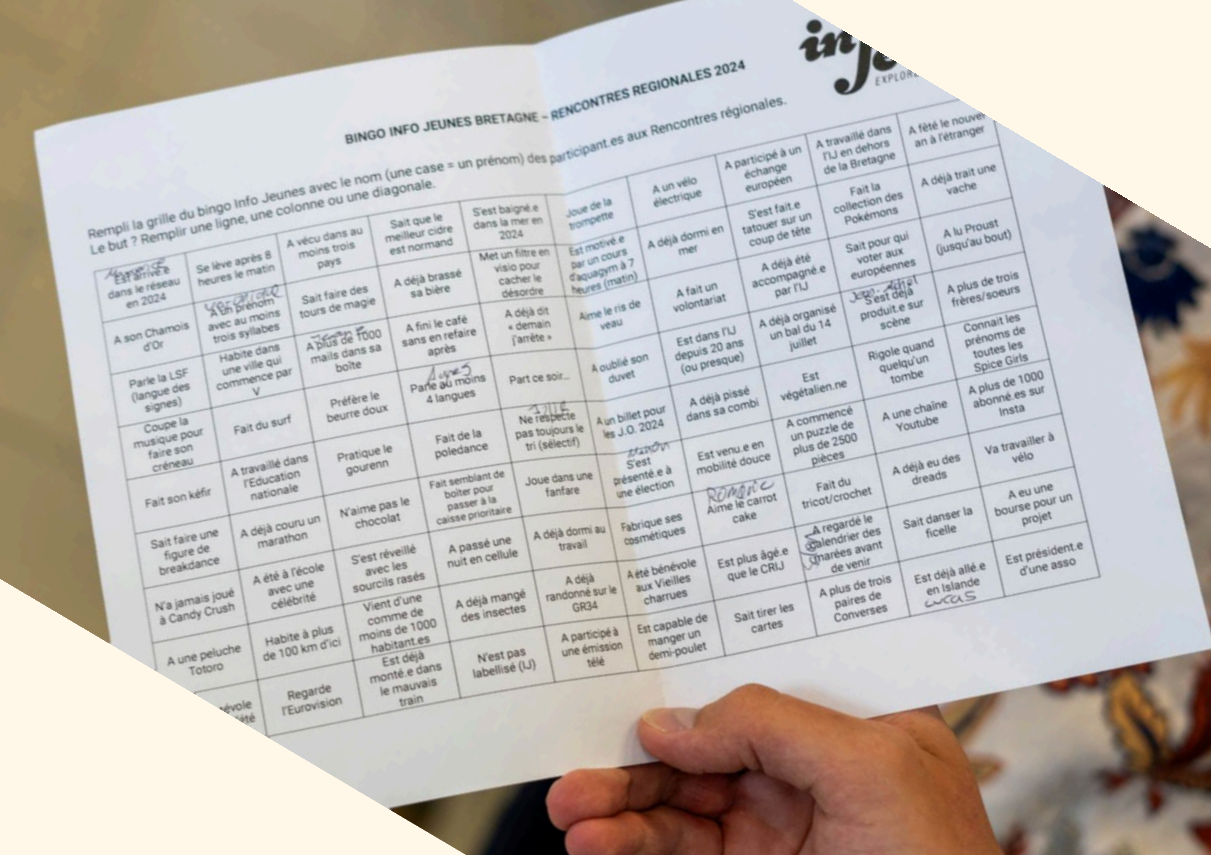 in
EXPLOR
BINGO INFO JEUNES BRETAGNE – RENCONTRES REGIONALES 2024
Rempli la grille du bingo Info Jeunes avec le nom (une case = un prénom) des participant.es aux Rencontres régionales.
Le but ? Remplir une ligne, une colonne ou une diagonale.
dans le réseau
en 2024
Se lève après 8
heures le matin
A vécu dans au
moins trois
pays
Sait que le
meilleur cidre
est normand
S'est baigné.e
dans la mer en
2024
Joue de la
trompette
A un vélo
électrique
A participé à un
échange
européen
A travaillé dans
l'IJ en dehors
de la Bretagne
A fêté le nouvel
an à l'étranger
A son Chamois
d'Or
A un prénom
avec au moins
trois syllabes
Sait faire des
tours de magie
A déjà brassé
sa bière
Met un filtre en
visio pour
cacher le
désordre
Est motivé.e
par un cours
d'aquagym à 7
heures (matin)
A déjà dormi en
mer
S'est fait.e
tatouer sur un
coup de tête
Fait la
collection des
Pokémons
A déjà trait une
vache
Parle la LSF
(langue des
signes)
Habite dans
une ville qui
commence par
V
A plus de 1000
mails dans sa
boite
A fini le café
sans en refaire
après
A déjà dit
« demain
j'arrête »
Aime le ris de
veau
A fait un
volontariat
A déjà été
accompagné.e
par l'IJ
Sait pour qui
voter aux
européennes
A lu Proust
(jusqu'au bout)
Coupe la
musique pour
faire son
créneau
Fait du surf
Préfère le
beurre doux
Agnès
Parle au moins
4 langues
Part ce soir...
A oublié son
duvet
Est dans l'IJ
depuis 20 ans
(ou presque)
A déjà organisé
un bal du 14
juillet
S'est déjà
produit.e sur
scène
A plus de trois
frères/soeurs
Fait son kéfir
A travaillé dans
l'Education
nationale
Pratique le
gourenn
Fait de la
poledance
Ne respecte
pas toujours le
tri (sélectif)
A un billet pour
les J.O. 2024
A déjà pissé
dans sa combi
Est
végétalien.ne
Rigole quand
quelqu'un
tombe
Connait les
prénoms de
toutes les
Spice Girls
Sait faire une
figure de
breakdance
A déjà couru un
marathon
N'aime pas le
chocolat
Fait semblant de
boiter pour
passer à la
caisse prioritaire
Joue dans une
fanfare
Manon
S'est
présenté.e à
une élection
Est venu.e en
mobilité douce
A commencé
un puzzle de
plus de 2500
pièces
A une chaîne
Youtube
A plus de 1000
abonné.es sur
Insta
N'a jamais joué
à Candy Crush
A été à l'école
avec une
célébrité
S'est réveillé
avec les
sourcils rasés
A passé une
nuit en cellule
A déjà dormi au
travail
Fabrique ses
cosmétiques
ROMANE
Aime le carrot
cake
Fait du
tricot/crochet
A déjà eu des
dreads
Va travailler à
vélo
A une peluche
Totoro
Habite à plus
de 100 km d'ici
Vient d'une
comme de
moins de 1000
habitant.es
A déjà mangé
des insectes
A déjà
randonné sur le
GR34
A été bénévole
aux Vieilles
charrues
Est plus âgé.e
que le CRIJ
A regardé le
calendrier des
marées avant
de venir
Sait danser la
ficelle
A eu une
bourse pour un
projet
évole
été
Regarde
l'Eurovision
Est déjà
monté.e dans
le mauvais
train
N'est pas
labellisé (IJ)
A participé à
une émission
télé
Est capable de
manger un
demi-poulet
Sait tirer les
cartes
A plus de trois
paires de
Converses
Est déjà allé.e
en Islande
LUCAS
Est président.e
d'une asso